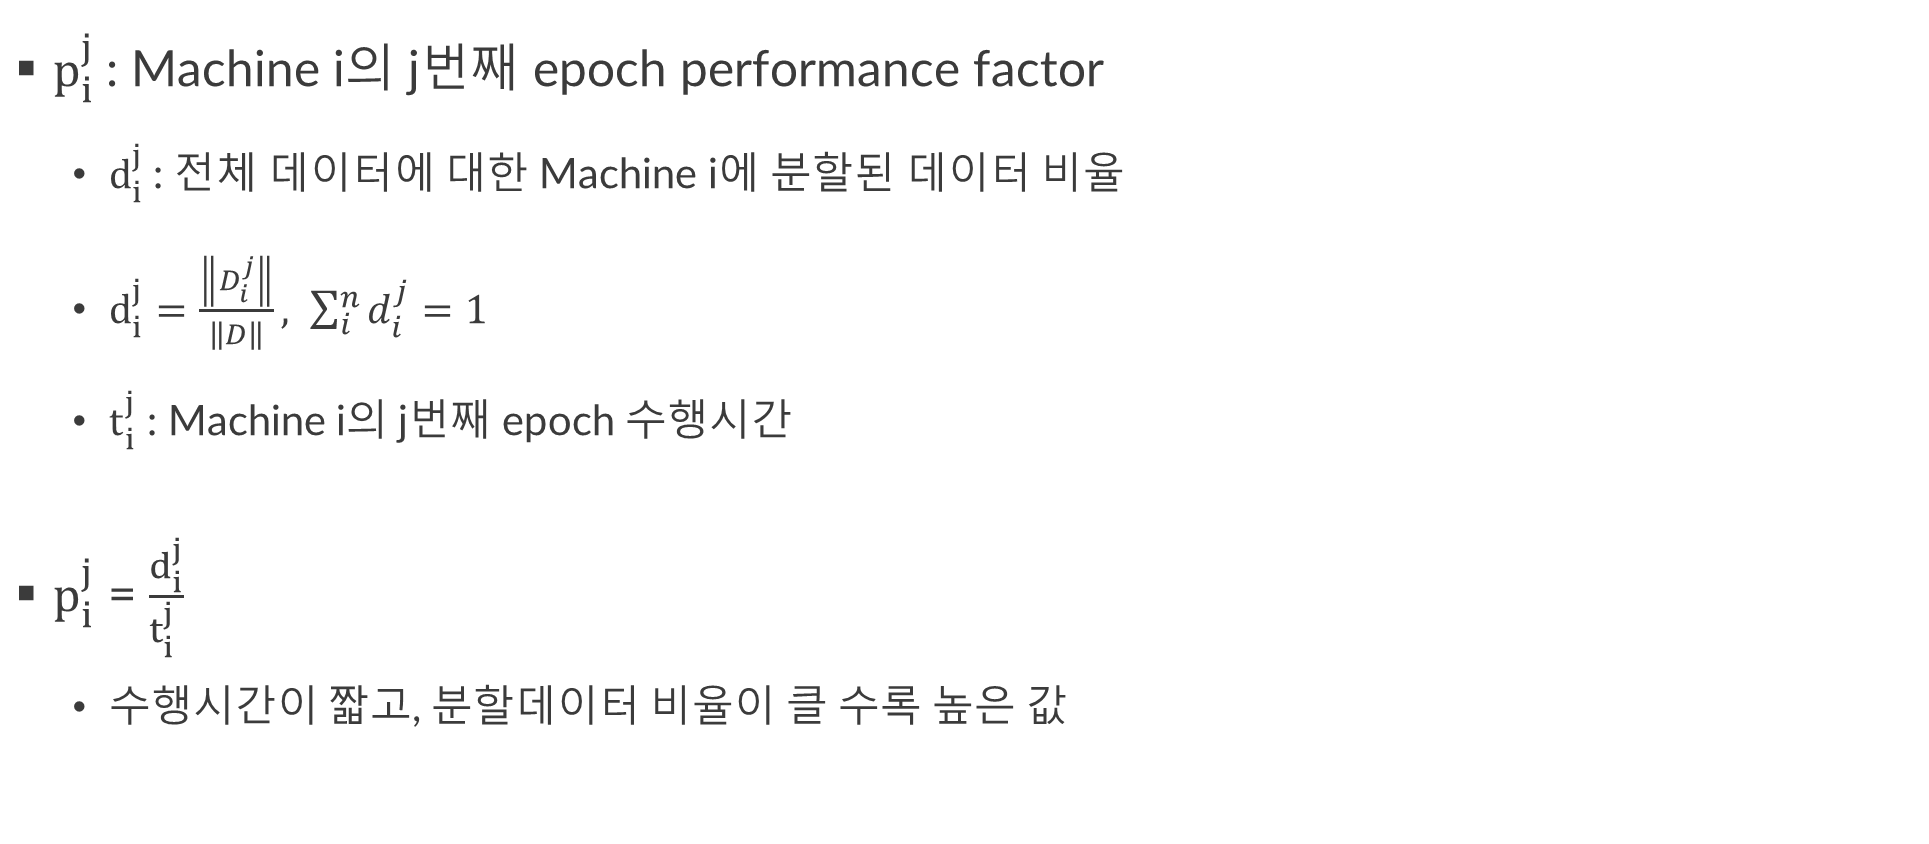 ▪ p_i^j : Machine i의 j번째 epoch performance factor
• d_i^j : 전체 데이터에 대한 Machine i에 분할된 데이터 비율
• d_i^j = ‖D_i^j‖ / ‖D‖, ∑_i^n d_i^j = 1
• t_i^j : Machine i의 j번째 epoch 수행시간
▪ p_i^j = d_i^j / t_i^j
• 수행시간이 짧고, 분할데이터 비율이 클 수록 높은 값